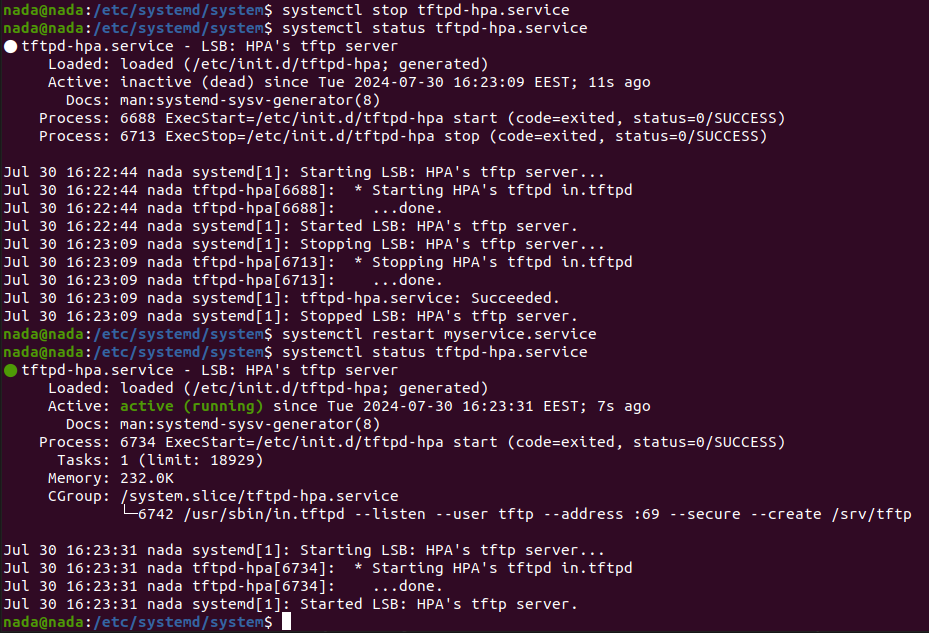 nada@nada:/etc/systemd/system$ systemctl stop tftpd-hpa.service
nada@nada:/etc/systemd/system$ systemctl status tftpd-hpa.service
● tftpd-hpa.service - LSB: HPA's tftp server
     Loaded: loaded (/etc/init.d/tftpd-hpa; generated)
     Active: inactive (dead) since Tue 2024-07-30 16:23:09 EEST; 11s ago
       Docs: man:systemd-sysv-generator(8)
    Process: 6688 ExecStart=/etc/init.d/tftpd-hpa start (code=exited, status=0/SUCCESS)
    Process: 6713 ExecStop=/etc/init.d/tftpd-hpa stop (code=exited, status=0/SUCCESS)

Jul 30 16:22:44 nada systemd[1]: Starting LSB: HPA's tftp server...
Jul 30 16:22:44 nada tftpd-hpa[6688]:  * Starting HPA's tftpd in.tftpd
Jul 30 16:22:44 nada tftpd-hpa[6688]:    ...done.
Jul 30 16:22:44 nada systemd[1]: Started LSB: HPA's tftp server.
Jul 30 16:23:09 nada systemd[1]: Stopping LSB: HPA's tftp server...
Jul 30 16:23:09 nada tftpd-hpa[6713]:  * Stopping HPA's tftpd in.tftpd
Jul 30 16:23:09 nada tftpd-hpa[6713]:    ...done.
Jul 30 16:23:09 nada systemd[1]: tftpd-hpa.service: Succeeded.
Jul 30 16:23:09 nada systemd[1]: Stopped LSB: HPA's tftp server.
nada@nada:/etc/systemd/system$ systemctl restart myservice.service
nada@nada:/etc/systemd/system$ systemctl status tftpd-hpa.service
● tftpd-hpa.service - LSB: HPA's tftp server
     Loaded: loaded (/etc/init.d/tftpd-hpa; generated)
     Active: active (running) since Tue 2024-07-30 16:23:31 EEST; 7s ago
       Docs: man:systemd-sysv-generator(8)
    Process: 6734 ExecStart=/etc/init.d/tftpd-hpa start (code=exited, status=0/SUCCESS)
      Tasks: 1 (limit: 18929)
     Memory: 232.0K
     CGroup: /system.slice/tftpd-hpa.service
             └─6742 /usr/sbin/in.tftpd --listen --user tftp --address :69 --secure --create /srv/tftp

Jul 30 16:23:31 nada systemd[1]: Starting LSB: HPA's tftp server...
Jul 30 16:23:31 nada tftpd-hpa[6734]:  * Starting HPA's tftpd in.tftpd
Jul 30 16:23:31 nada tftpd-hpa[6734]:    ...done.
Jul 30 16:23:31 nada systemd[1]: Started LSB: HPA's tftp server.
nada@nada:/etc/systemd/system$